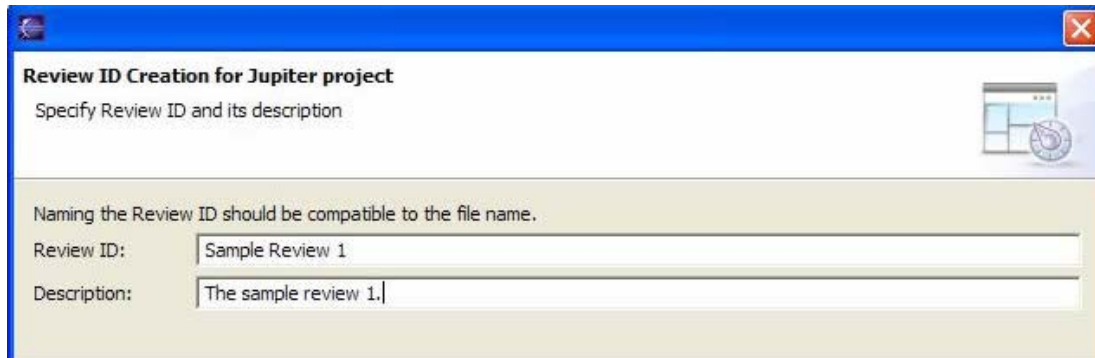 Review ID Creation for Jupiter project
Specify Review ID and its description
Naming the Review ID should be compatible to the file name.
Review ID: Sample Review 1
Description: The sample review 1.